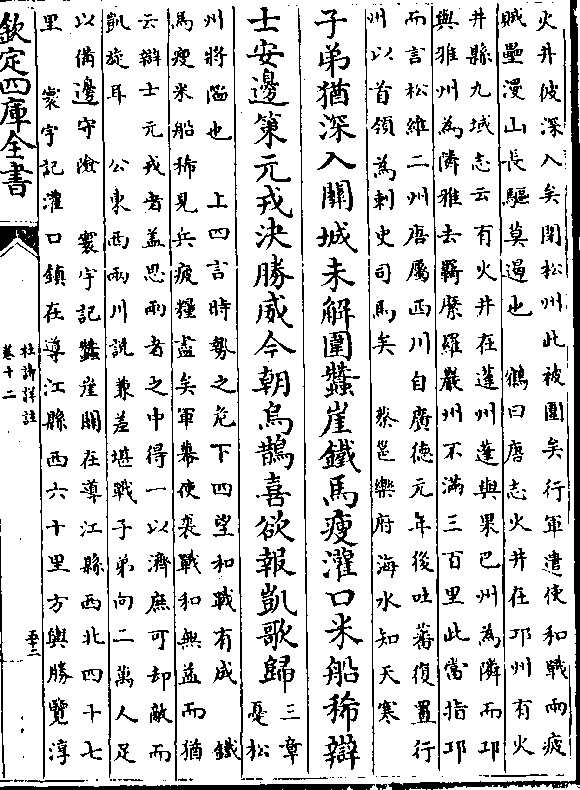 火井彼深入矣閉松州此被圍矣行軍遣使和戰兩疲
賊壘漫山長驅莫遏也　鶴曰唐志火井在邛州有火
井縣九域志云有火井在蓬州蓬與果巴州為隣而邛
與雅州為隣雅去羈縻羅巖州不滿三百里此當指邛
而言松維二州唐屬西川自廣德元年後吐蕃復置行
州以首領為刺史司馬矣　蔡邕樂府海水知天寒
子弟猶深入關城未解圍蠶崖鐵馬瘦灌口米船稀辯
士安邊策元戎決勝威今朝烏鵲喜欲報凱歌歸
三章
憂松
州將陷也　上四言時勢之危下四望和戰有成　鐵
馬瘦米船稀見兵疲糧盡矣軍幕使裘戰和無益而猶
云辯士元戎者蓋思兩者之中得一以濟庶可却敵而
凱旋耳　公東西兩川說兼羌堪戰子弟向二萬人足
以備邊守險　寰宇記蠶崖關在導江縣西北四十七
里　寰宇記灌口鎮在導江縣西六十里方輿勝覽淳
欽定四庫全書
杜詩詳註
卷十二